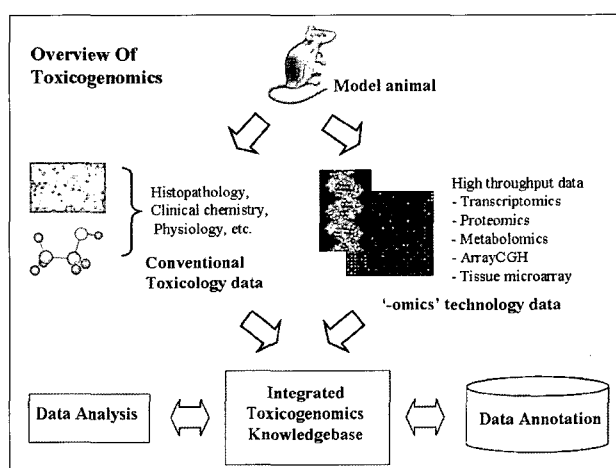 Overview Of
Toxicogenomics
Model animal
Histopathology,
Clinical chemistry,
Physiology, etc.
Conventional
Toxicology data
High throughput data
- Transcriptomics
- Proteomics
- Metabolomics
- ArrayCGH
- Tissue microarray
‘-omics’ technology data
Data Analysis
Integrated
Toxicogenomics
Knowledgebase
Data Annotation